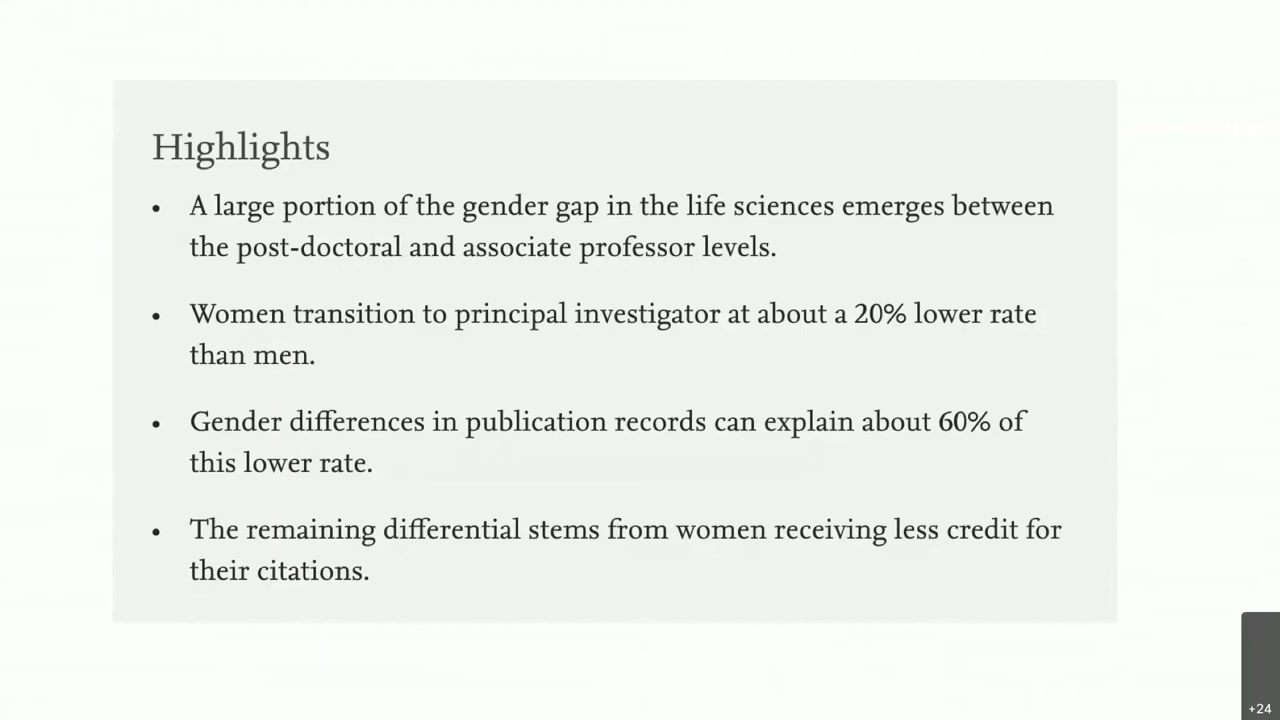 Highlights
• A large portion of the gender gap in the life sciences emerges between
the post-doctoral and associate professor levels.
• Women transition to principal investigator at about a 20% lower rate
than men.
• Gender differences in publication records can explain about 60% of
this lower rate.
• The remaining differential stems from women receiving less credit for
their citations.
+24